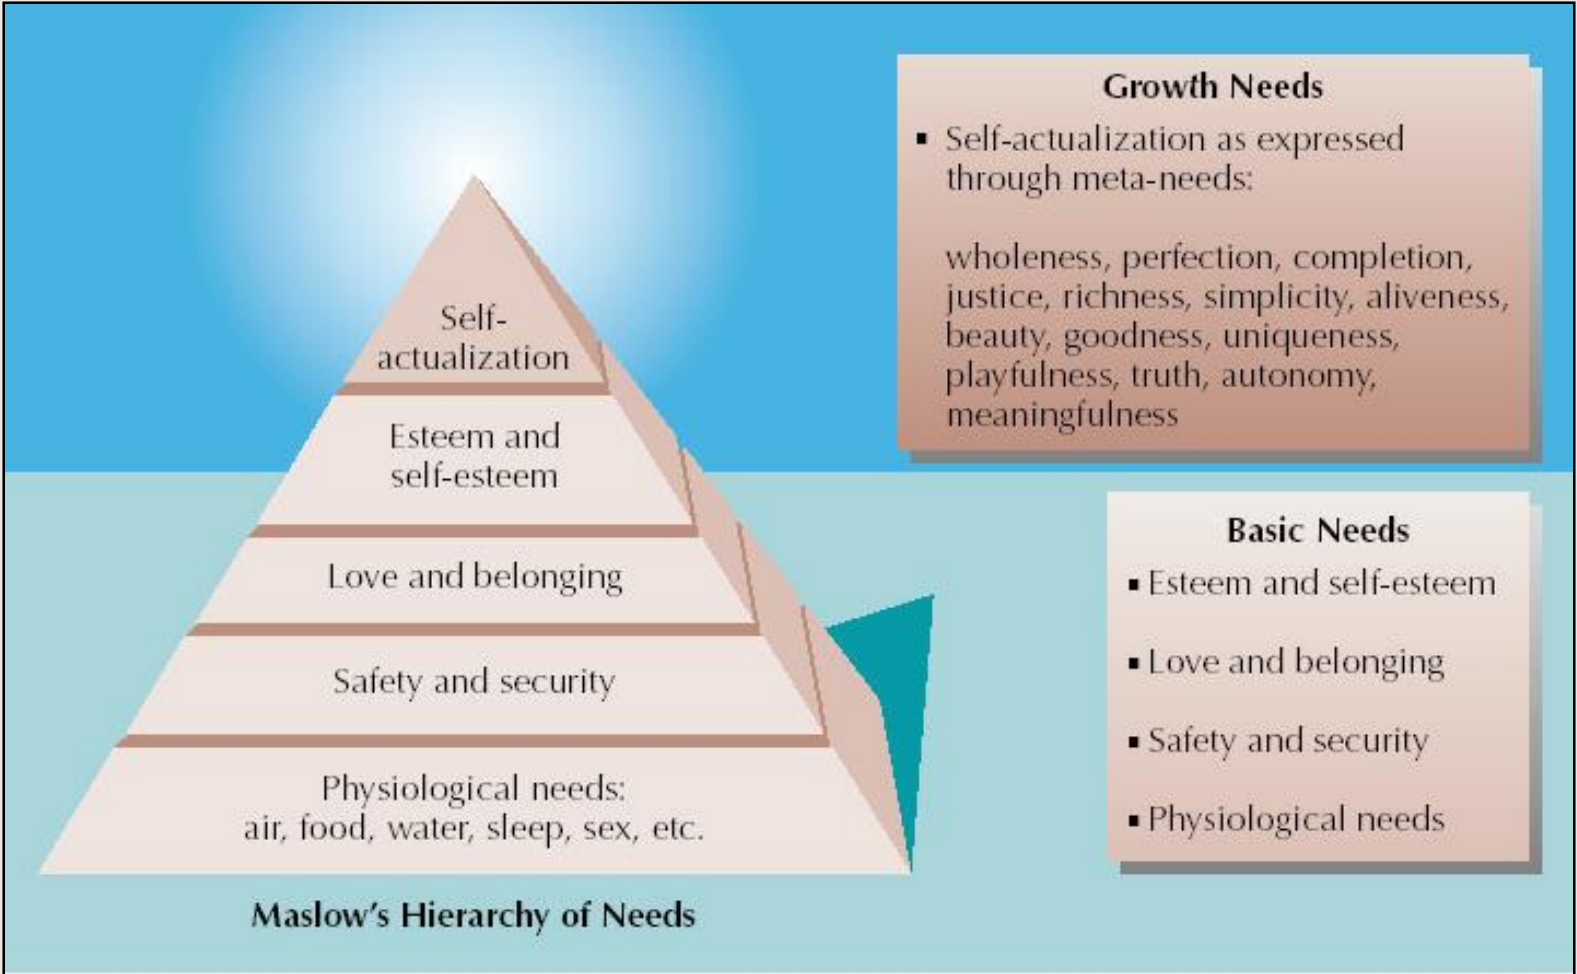 Self-
actualization
Esteem and
self-esteem
Love and belonging
Safety and security
Physiological needs:
air, food, water, sleep, sex, etc.
Maslow's Hierarchy of Needs
Growth Needs
▪ Self-actualization as expressed
through meta-needs:
wholeness, perfection, completion,
justice, richness, simplicity, aliveness,
beauty, goodness, uniqueness,
playfulness, truth, autonomy,
meaningfulness
Basic Needs
▪ Esteem and self-esteem
▪ Love and belonging
▪ Safety and security
▪ Physiological needs